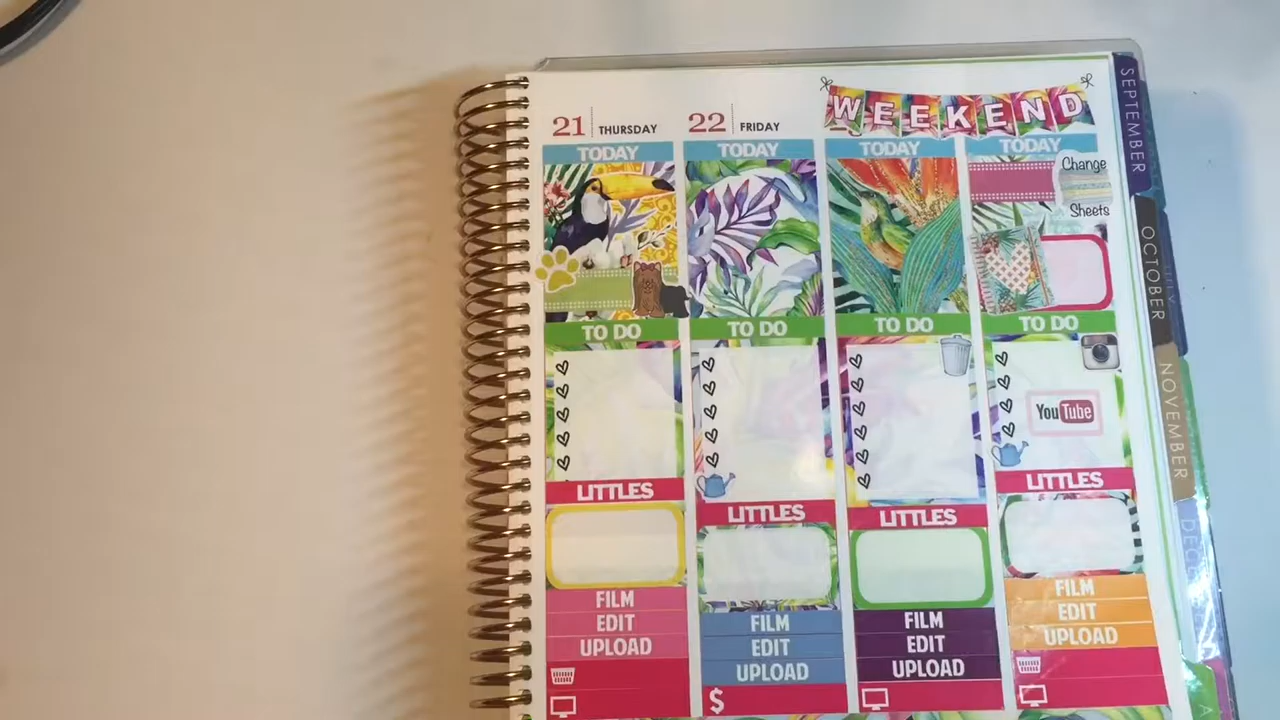 WEEKEND
21 THURSDAY 22 FRIDAY
TODAY TODAY TODAY TODAY
Change
Sheets
TO DO TO DO TO DO TO DO
YouTube
LITTLES LITTLES LITTLES LITTLES
FILM FILM FILM FILM
EDIT EDIT EDIT EDIT
UPLOAD UPLOAD UPLOAD UPLOAD
$
SEPTEMBER
OCTOBER
NOVEMBER